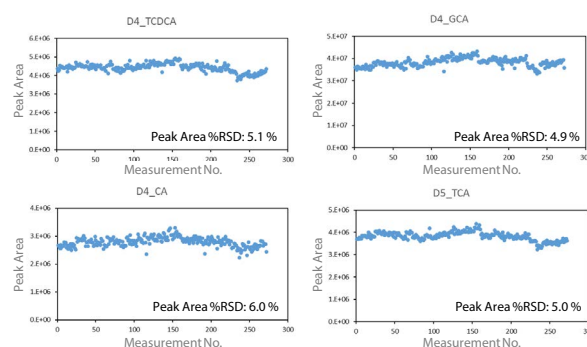 D4_TCDCA
Peak Area
6.E+06
5.E+06
4.E+06
3.E+06
2.E+06
1.E+06
0.E+00
Peak Area %RSD: 5.1 %
0 50 100 150 200 250 300
Measurement No.
D4_GCA
Peak Area
5.E+07
4.E+07
3.E+07
2.E+07
1.E+07
0.E+00
Peak Area %RSD: 4.9 %
0 50 100 150 200 250 300
Measurement No.
D4_CA
Peak Area
4.E+06
3.E+06
2.E+06
1.E+06
0.E+00
Peak Area %RSD: 6.0 %
0 50 100 150 200 250 300
Measurement No.
D5_TCA
Peak Area
5.E+06
4.E+06
3.E+06
2.E+06
1.E+06
0.E+00
Peak Area %RSD: 5.0 %
0 50 100 150 200 250 300
Measurement No.